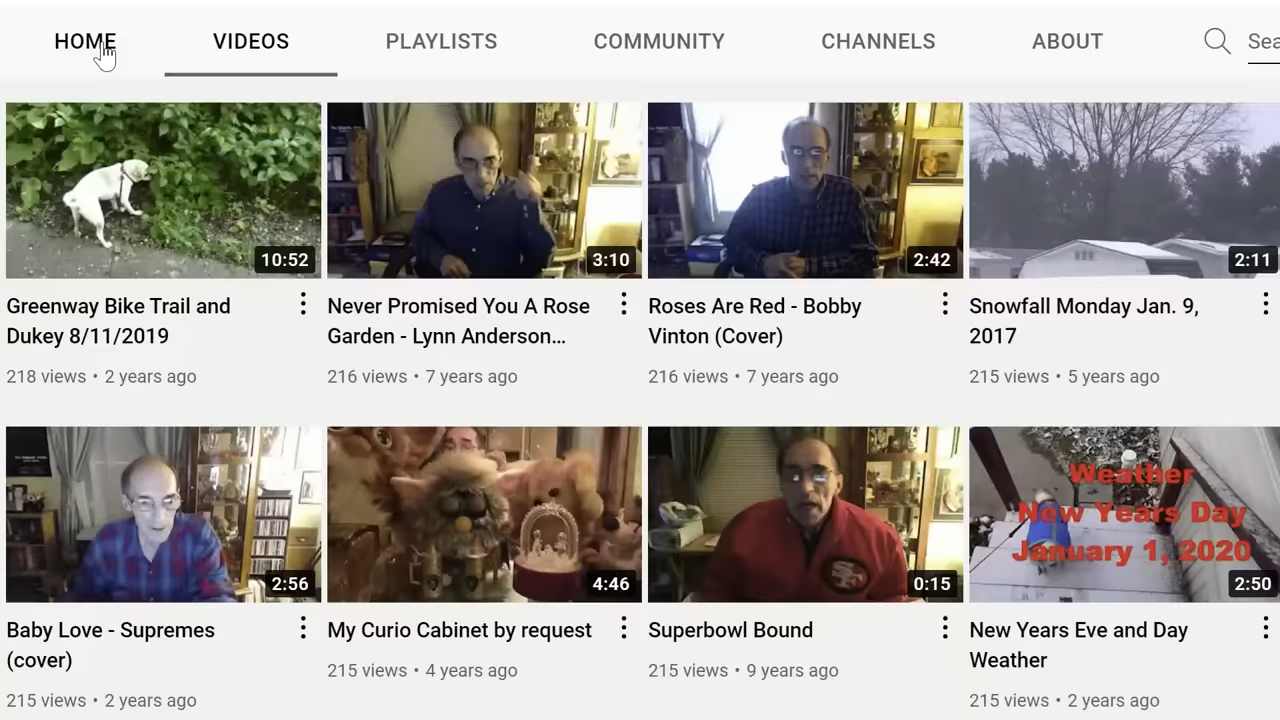 HOME VIDEOS PLAYLISTS COMMUNITY CHANNELS ABOUT Sea
10:52 3:10 2:42 2:11
Greenway Bike Trail and
Dukey 8/11/2019
218 views • 2 years ago
Never Promised You A Rose
Garden - Lynn Anderson...
216 views • 7 years ago
Roses Are Red - Bobby
Vinton (Cover)
216 views • 7 years ago
Snowfall Monday Jan. 9,
2017
215 views • 5 years ago
Weather
New Years Day
January 1, 2020
2:56 4:46 0:15 2:50
Baby Love - Supremes
(cover)
215 views • 2 years ago
My Curio Cabinet by request
215 views • 4 years ago
Superbowl Bound
215 views • 9 years ago
New Years Eve and Day
Weather
215 views • 2 years ago